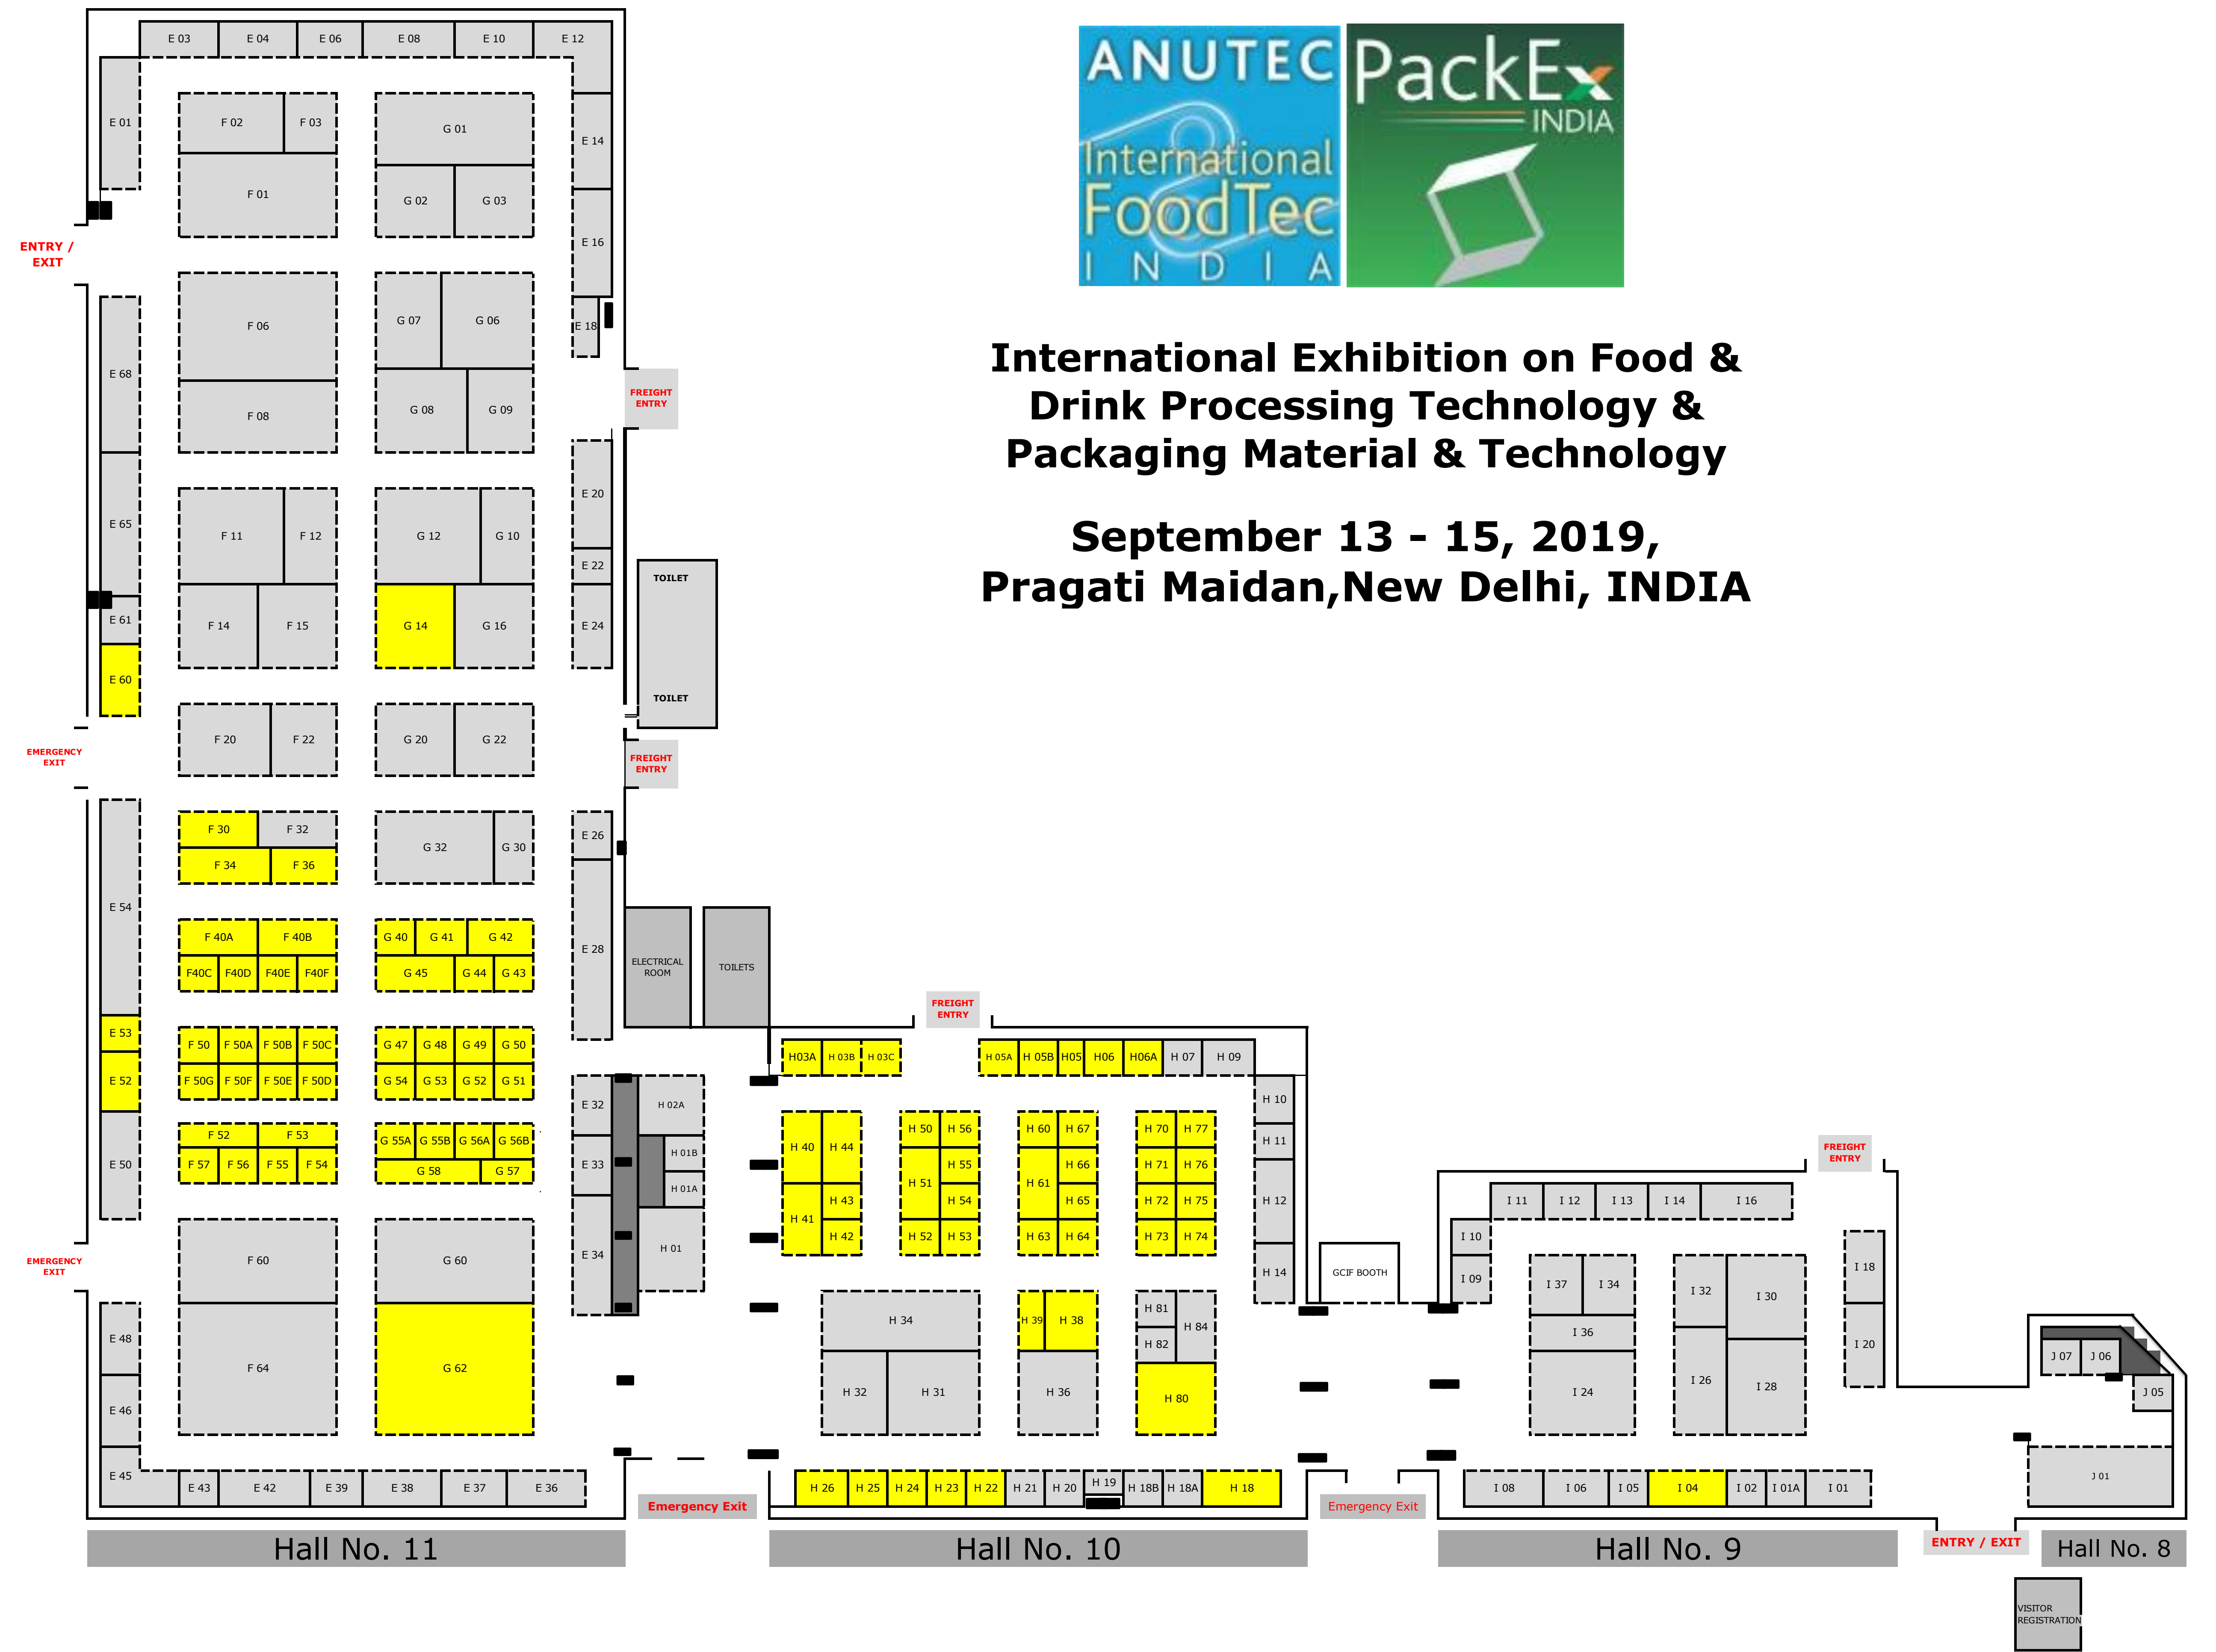 ANUTEC
International
FoodTec
INDIA
PackEx
INDIA
International Exhibition on Food &
Drink Processing Technology &
Packaging Material & Technology
September 13 - 15, 2019,
Pragati Maidan,New Delhi, INDIA
E 03 E 04 E 06 E 08 E 10 E 12
E 01 F 02 F 03 G 01 E 14
F 01 G 02 G 03
ENTRY /
EXIT
E 16
F 06 G 07 G 06 E 18
E 68
F 08 G 08 G 09
FREIGHT
ENTRY
E 65 F 11 F 12 G 12 G 10 E 20
E 22
TOILET
E 61 F 14 F 15 G 14 G 16 E 24
E 60
TOILET
F 20 F 22 G 20 G 22
EMERGENCY
EXIT
FREIGHT
ENTRY
F 30 F 32 G 32 G 30 E 26
F 34 F 36
E 54
F 40A F 40B G 40 G 41 G 42 E 28
F40C F40D F40E F40F G 45 G 44 G 43
ELECTRICAL
ROOM
TOILETS
E 53 F 50 F 50A F 50B F 50C G 47 G 48 G 49 G 50
E 52 F 50G F 50F F 50E F 50D G 54 G 53 G 52 G 51
E 50 F 52 F 53 G 55A G 55B G 56A G 56B
F 57 F 56 F 55 F 54 G 58 G 57
E 32 H 02A
E 33 H 01B
H 01A
E 34 H 01
F 60 G 60
EMERGENCY
EXIT
E 48 F 64 G 62
E 46
E 45 E 43 E 42 E 39 E 38 E 37 E 36
FREIGHT
ENTRY
H03A H 03B H 03C H 05A H 05B H05 H06 H06A H 07 H 09
H 10
H 40 H 44 H 50 H 56 H 60 H 67 H 70 H 77 H 11
H 51 H 55 H 61 H 66 H 71 H 76
H 41 H 43 H 54 H 65 H 72 H 75 H 12
H 42 H 52 H 53 H 63 H 64 H 73 H 74
H 14
GCIF BOOTH
H 34 H 39 H 38 H 81 H 84
H 82
H 32 H 31 H 36 H 80
H 26 H 25 H 24 H 23 H 22 H 21 H 20 H 19 H 18B H 18A H 18
Emergency Exit
Emergency Exit
FREIGHT
ENTRY
I 11 I 12 I 13 I 14 I 16
I 10
I 09 I 37 I 34 I 32 I 30 I 18
I 36 I 20
I 24 I 26 I 28
I 08 I 06 I 05 I 04 I 02 I 01A I 01
J 07 J 06
J 05
J 01
Hall No. 11
Hall No. 10
Hall No. 9
ENTRY / EXIT
Hall No. 8
VISITOR
REGISTRATION